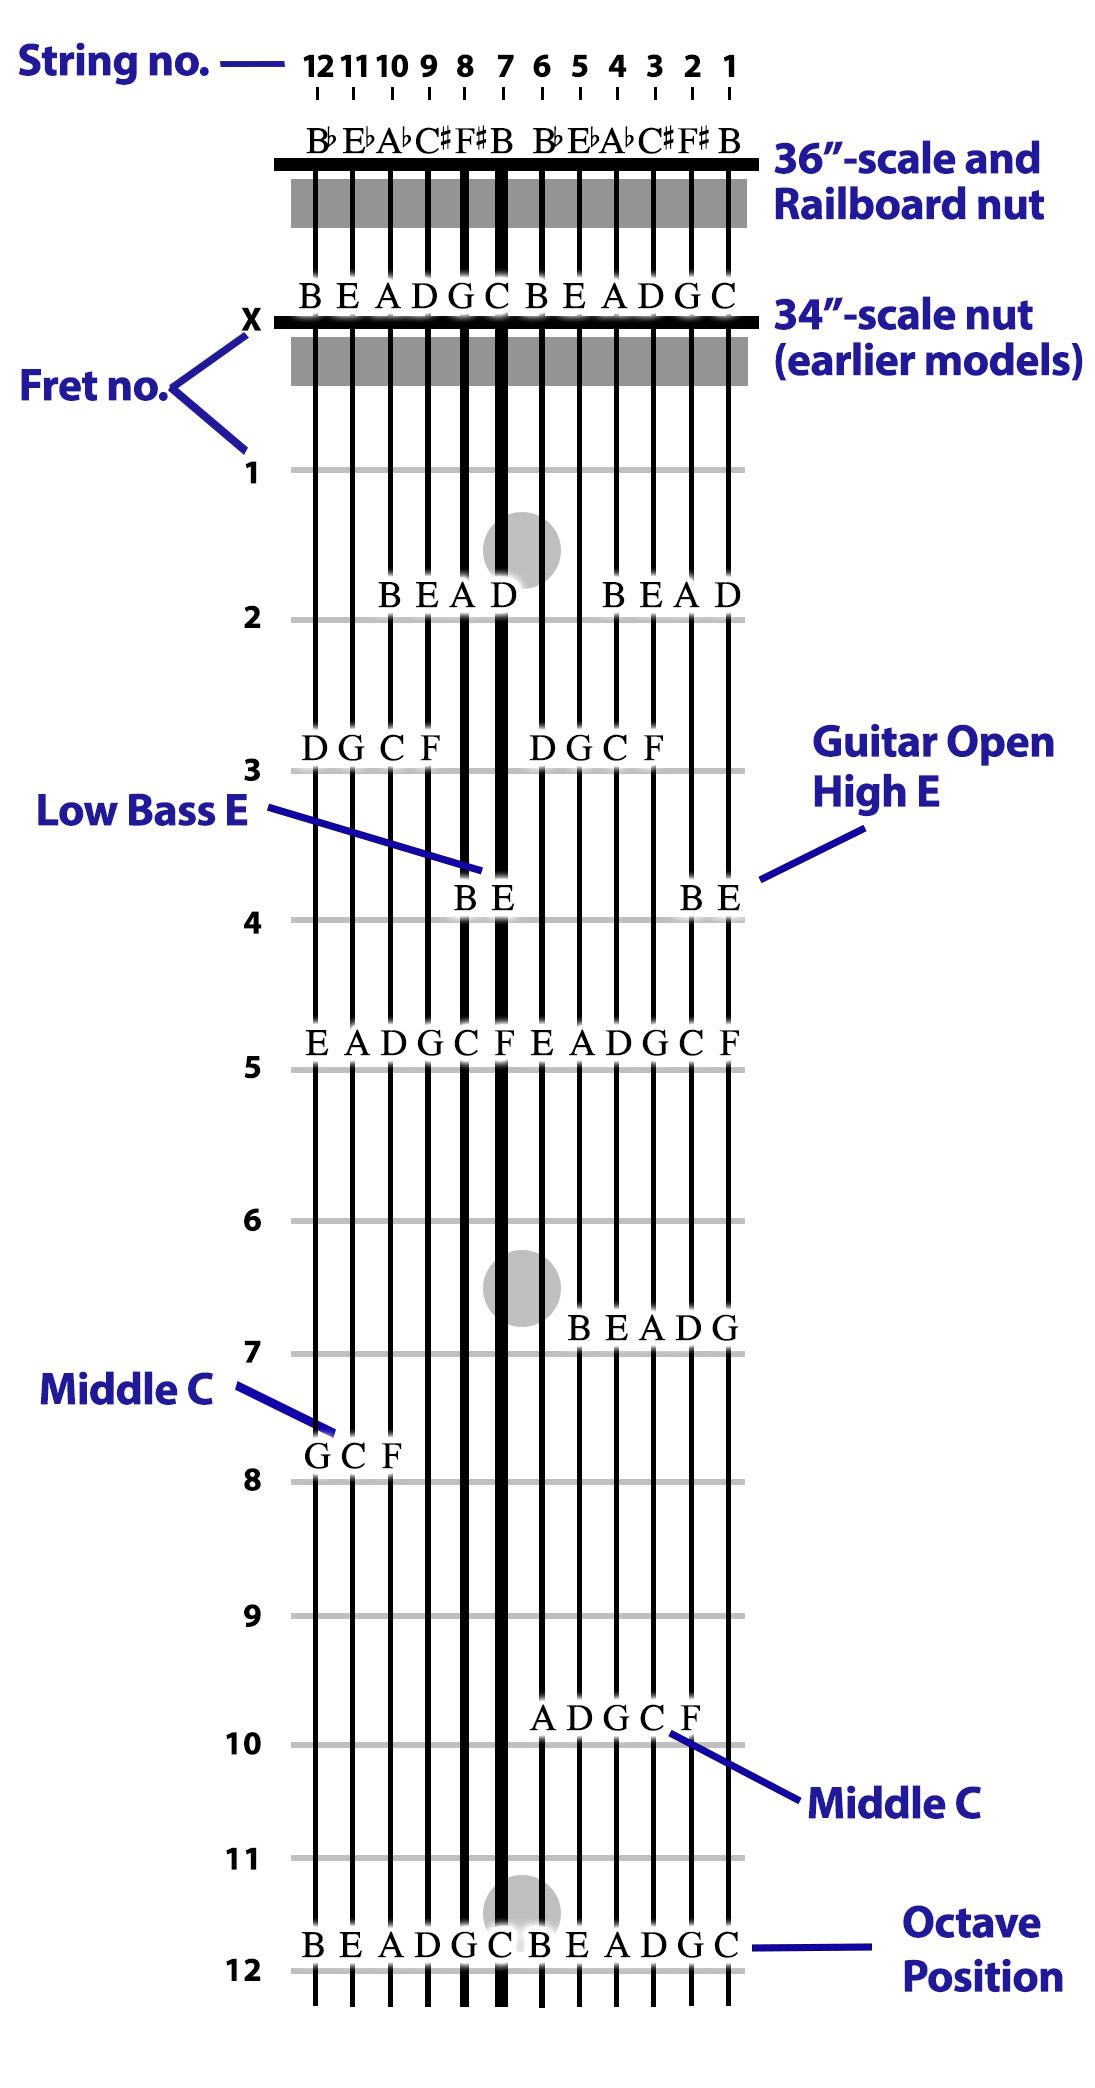 String no.
12 11 10 9 8 7 6 5 4 3 2 1
B♭ E♭ A♭ C♯ F♯ B B♭ E♭ A♭ C♯ F♯ B
36”-scale and
Railboard nut
B E A D G C B E A D G C
X
34”-scale nut
(earlier models)
Fret no.
1
B E A D B E A D
2
D G C F D G C F
3
Guitar Open
High E
Low Bass E
B E B E
4
E A D G C F E A D G C F
5
6
B E A D G
7
Middle C
G C F
8
9
A D G C F
10
Middle C
11
B E A D G C B E A D G C
12
Octave
Position